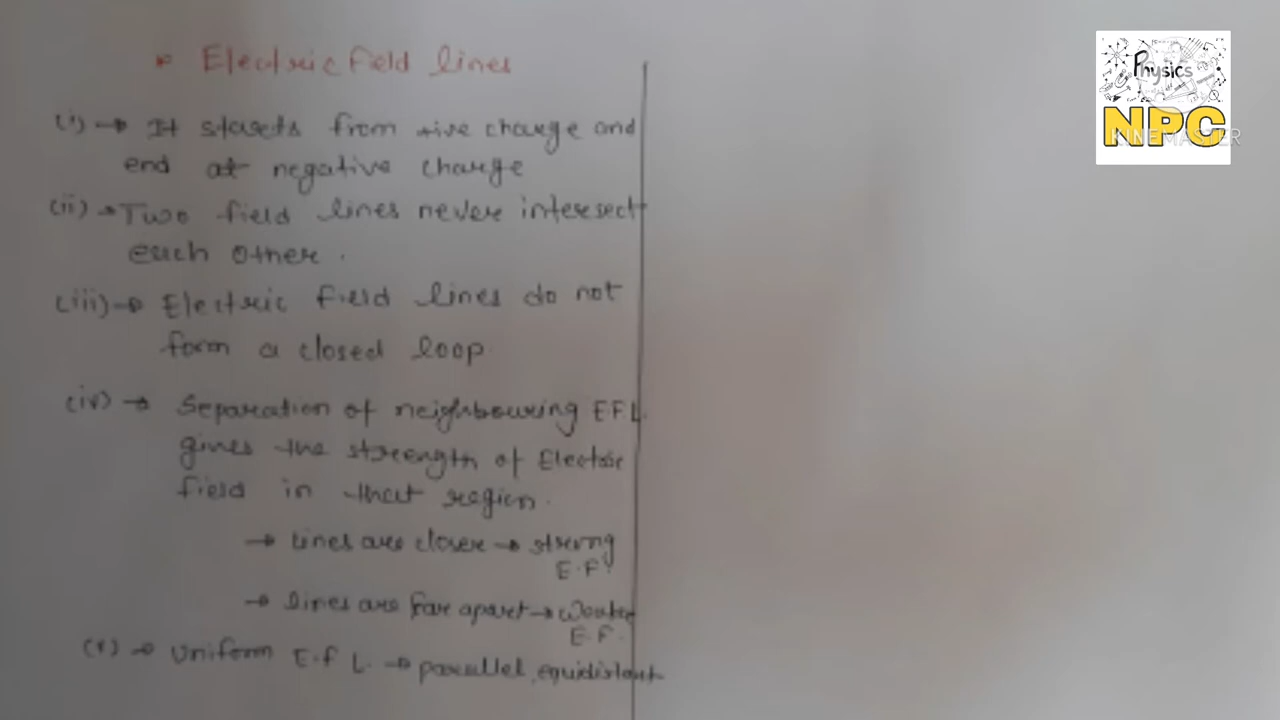 * Electric field lines
(i) → It starts from +ive charge and
end at negative charge
(ii) → Two field lines never intersect
each other.
(iii) → Electric field lines do not
form a closed loop.
(iv) → Separation of neighbouring E.F.L.
gives the strength of Electric
field in that region.
→ Lines are closer → strong
E.F.
→ lines are far apart → weaker
E.F.
(v) → Uniform E.F L. → parallel, equidistant
Physics
NPC
KINEMASTER